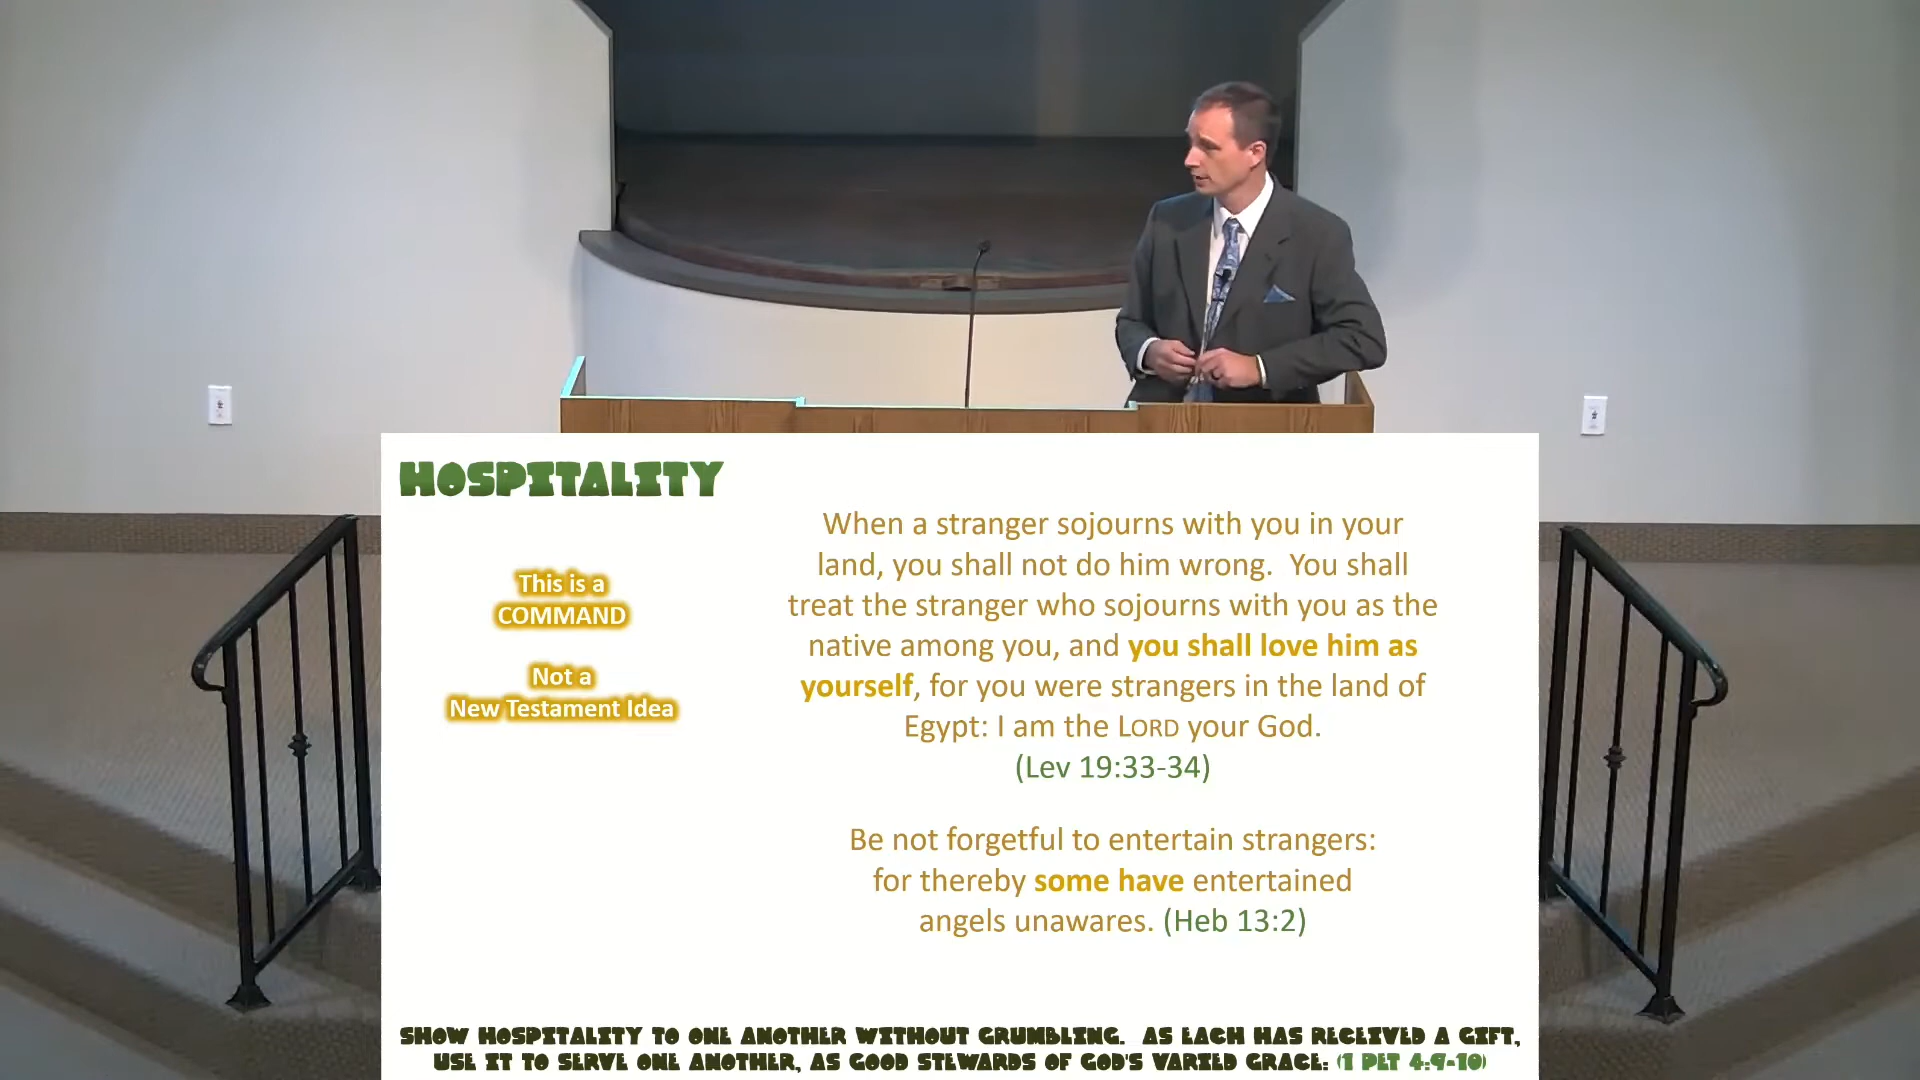 HOSPITALITY
This is a
COMMAND
Not a
New Testament Idea
When a stranger sojourns with you in your
land, you shall not do him wrong.  You shall
treat the stranger who sojourns with you as the
native among you, and you shall love him as
yourself, for you were strangers in the land of
Egypt: I am the LORD your God.
(Lev 19:33-34)
Be not forgetful to entertain strangers:
for thereby some have entertained
angels unawares. (Heb 13:2)
SHOW HOSPITALITY TO ONE ANOTHER WITHOUT GRUMBLING.  AS EACH HAS RECEIVED A GIFT,
USE IT TO SERVE ONE ANOTHER, AS GOOD STEWARDS OF GOD'S VARIED GRACE: (1 PET 4:9-10)